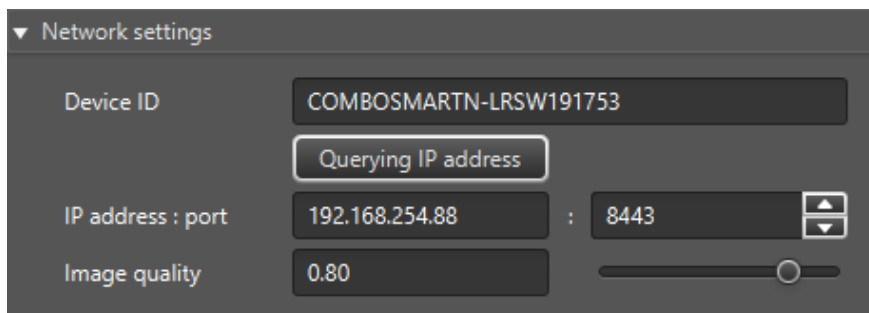 Network settings
Device ID COMBOSMARTN-LRSW191753
Querying IP address
IP address : port 192.168.254.88 : 8443
Image quality 0.80